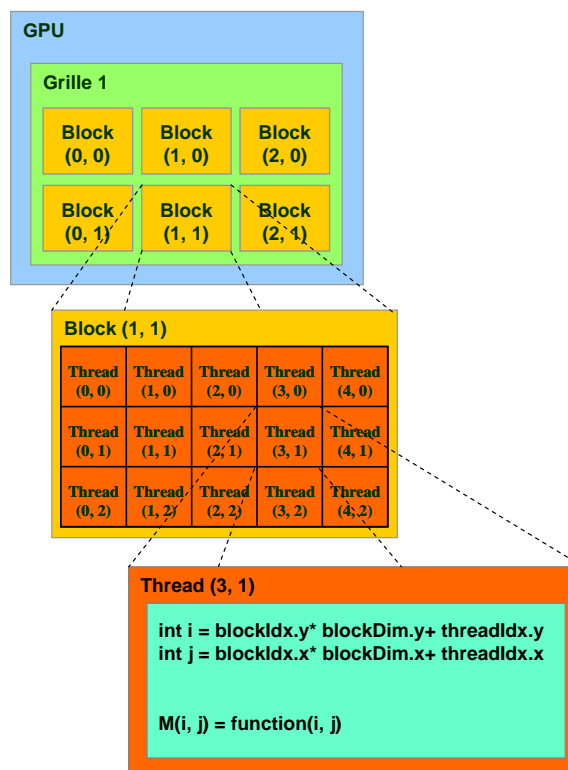 GPU
Grille 1
Block Block Block
(0, 0) (1, 0) (2, 0)
Block Block Block
(0, 1) (1, 1) (2, 1)
Block (1, 1)
Thread Thread Thread Thread Thread
(0, 0) (1, 0) (2, 0) (3, 0) (4, 0)
Thread Thread Thread Thread Thread
(0, 1) (1, 1) (2, 1) (3, 1) (4, 1)
Thread Thread Thread Thread Thread
(0, 2) (1, 2) (2, 2) (3, 2) (4, 2)
Thread (3, 1)
int i = blockIdx.y* blockDim.y+ threadIdx.y
int j = blockIdx.x* blockDim.x+ threadIdx.x
M(i, j) = function(i, j)